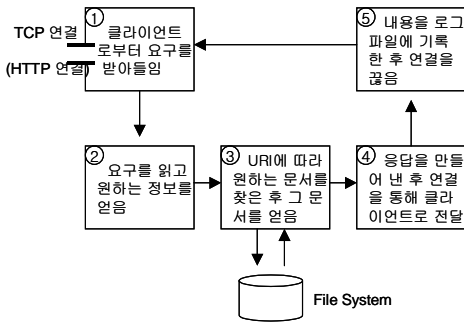 TCP 연결
(HTTP 연결)
① 클라이언트
로부터 요구를
받아들임
② 요구를 읽고
원하는 정보를
얻음
③ URI에 따라
원하는 문서를
찾은 후 그 문
서를 얻음
④ 응답을 만들
어 낸 후 연결
을 통해 클라
이언트로 전달
⑤ 내용을 로그
파일에 기록
한 후 연결을
끊음
File System